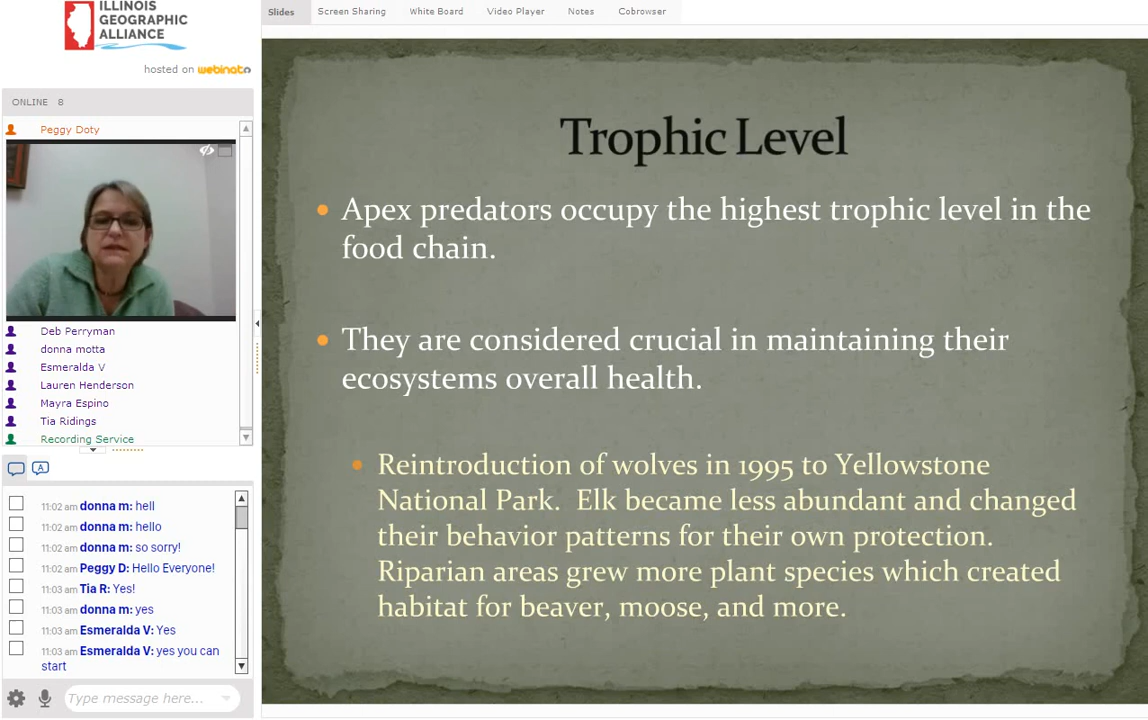 ILLINOIS
GEOGRAPHIC
ALLIANCE
hosted on webinato
ONLINE 8
Peggy Doty
Deb Perryman
donna motta
Esmeralda V
Lauren Henderson
Mayra Espino
Tia Ridings
Recording Service
A
11:02 am donna m: hell
11:02 am donna m: hello
11:02 am donna m: so sorry!
11:02 am Peggy D: Hello Everyone!
11:03 am Tia R: Yes!
11:03 am donna m: yes
11:03 am Esmeralda V: Yes
11:03 am Esmeralda V: yes you can
start
Type message here...
Slides Screen Sharing White Board Video Player Notes Cobrowser
Trophic Level
Apex predators occupy the highest trophic level in the
food chain.
They are considered crucial in maintaining their
ecosystems overall health.
Reintroduction of wolves in 1995 to Yellowstone
National Park. Elk became less abundant and changed
their behavior patterns for their own protection.
Riparian areas grew more plant species which created
habitat for beaver, moose, and more.